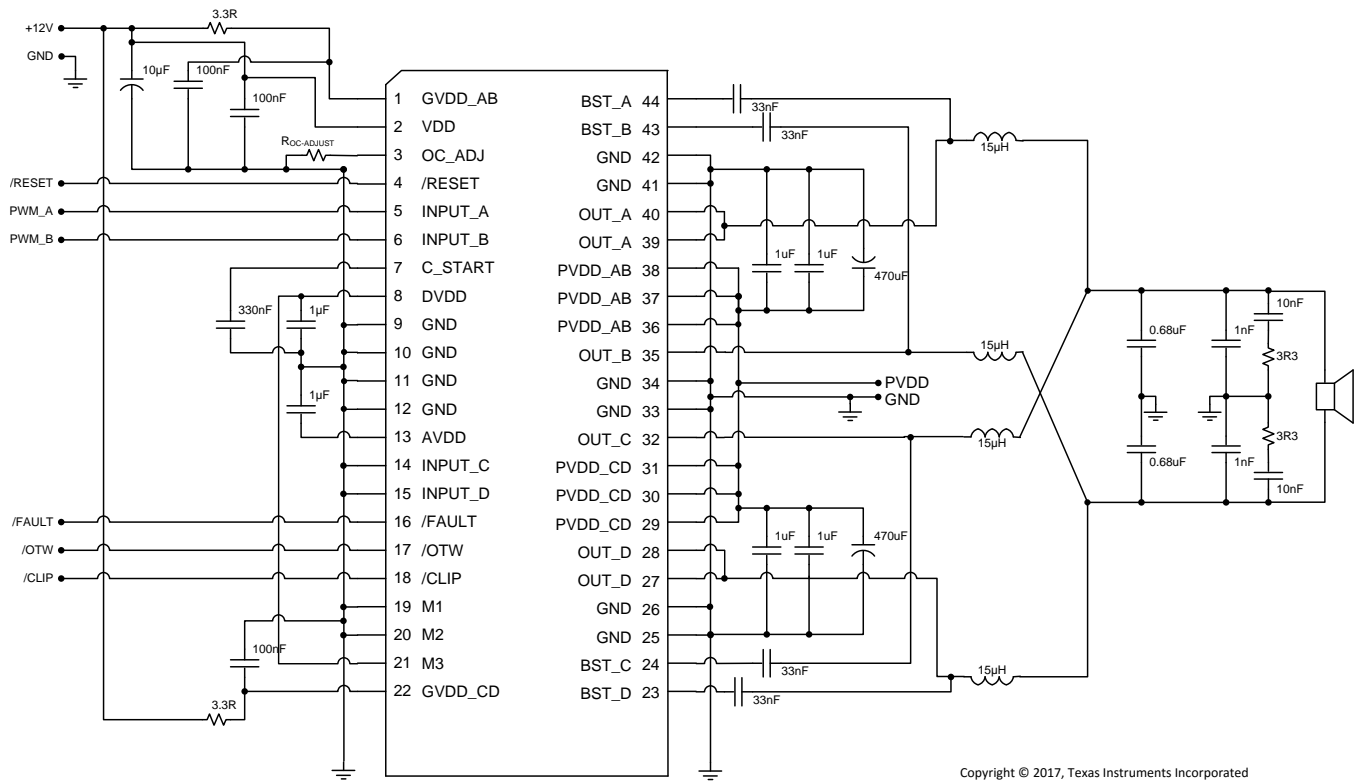 3.3R
+12V
GND
10µF
100nF
100nF
1 GVDD_AB
2 VDD
R_OC-ADJUST
3 OC_ADJ
/RESET
4 /RESET
PWM_A
5 INPUT_A
PWM_B
6 INPUT_B
7 C_START
8 DVDD
330nF
1µF
9 GND
10 GND
11 GND
1µF
12 GND
13 AVDD
14 INPUT_C
15 INPUT_D
/FAULT
16 /FAULT
/OTW
17 /OTW
/CLIP
18 /CLIP
19 M1
20 M2
100nF
21 M3
22 GVDD_CD
3.3R
BST_A 44
33nF
BST_B 43
33nF
GND 42
GND 41
OUT_A 40
OUT_A 39
PVDD_AB 38
PVDD_AB 37
PVDD_AB 36
OUT_B 35
GND 34
GND 33
OUT_C 32
PVDD_CD 31
PVDD_CD 30
PVDD_CD 29
OUT_D 28
OUT_D 27
GND 26
GND 25
BST_C 24
33nF
BST_D 23
33nF
1uF
1uF
470uF
PVDD
GND
1uF
1uF
470uF
15µH
15µH
15µH
15µH
0.68uF
0.68uF
1nF
1nF
10nF
3R3
3R3
10nF
Copyright © 2017, Texas Instruments Incorporated